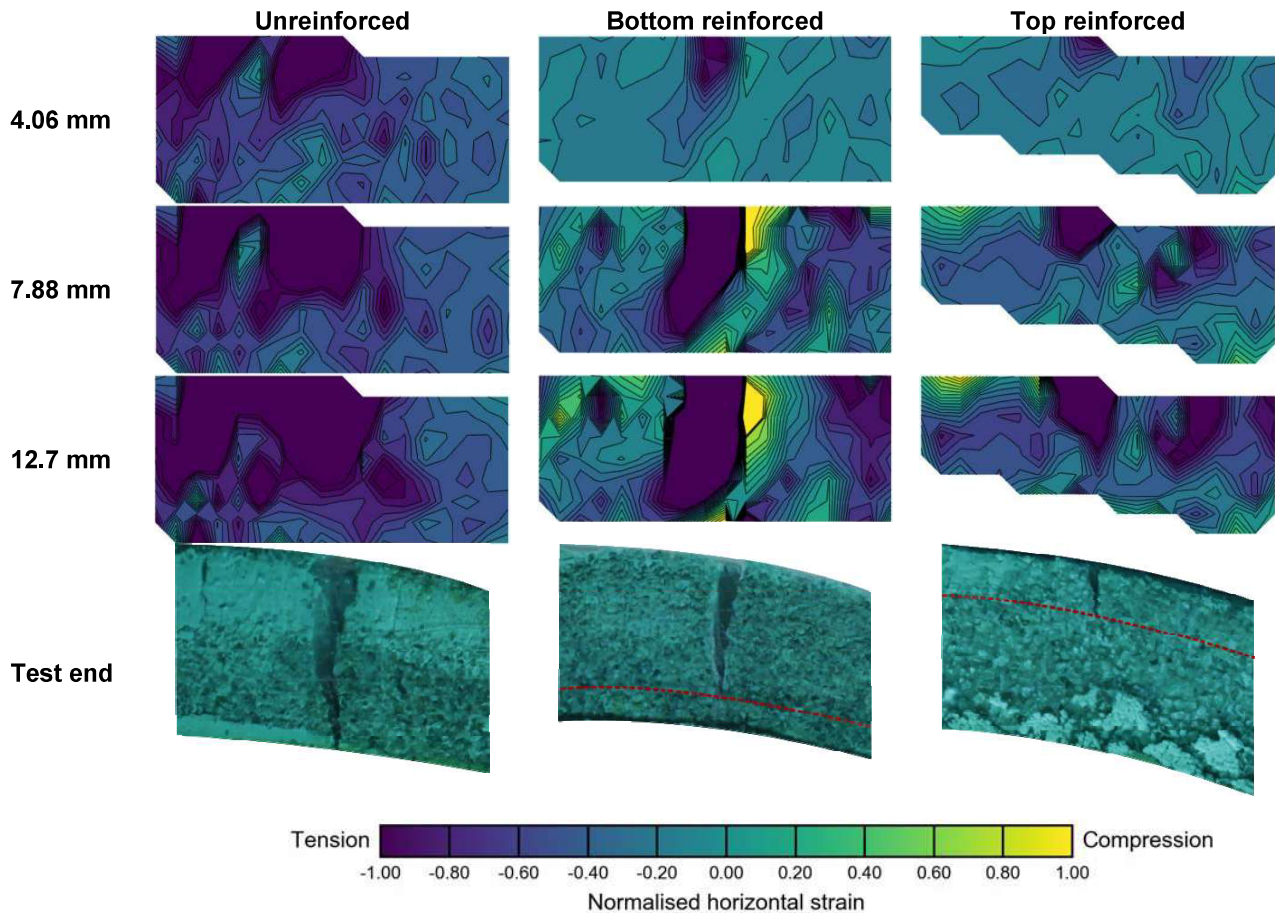 Unreinforced
Bottom reinforced
Top reinforced
4.06 mm
7.88 mm
12.7 mm
Test end
Tension
Compression
-1.00 -0.80 -0.60 -0.40 -0.20 0.00 0.20 0.40 0.60 0.80 1.00
Normalised horizontal strain